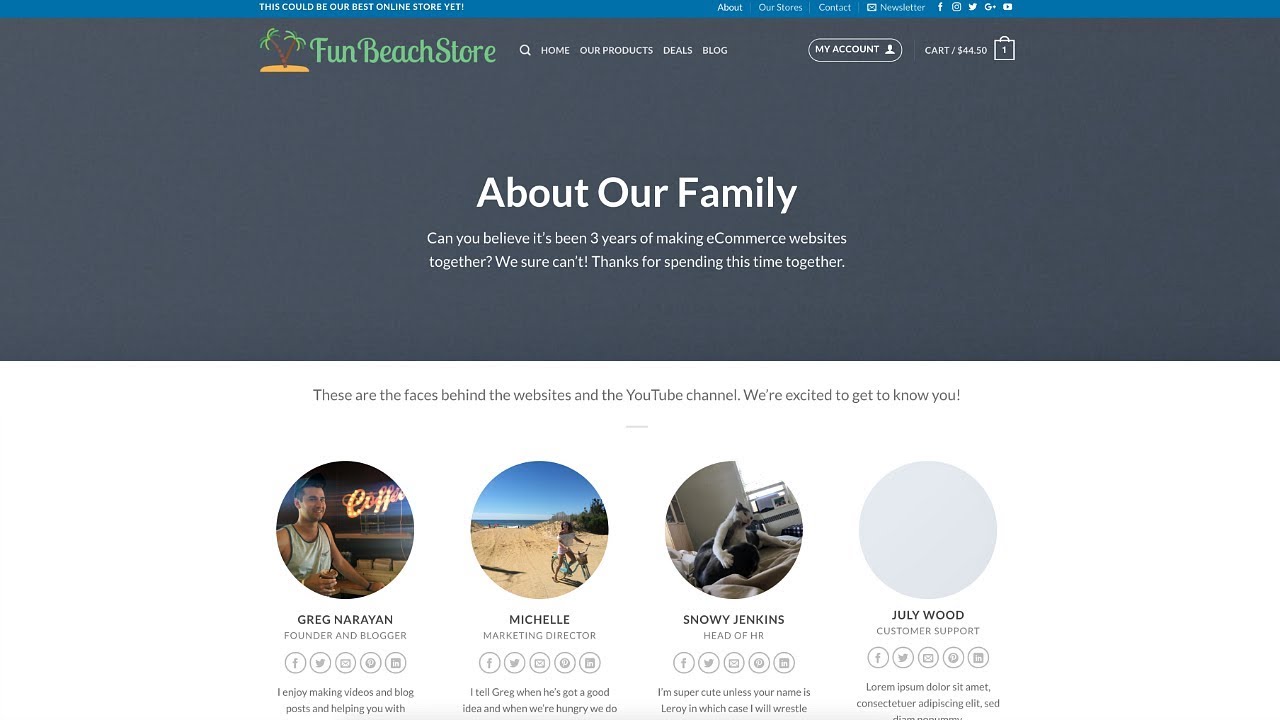 THIS COULD BE OUR BEST ONLINE STORE YET!
About
Our Stores
Contact
Newsletter
FunBeachStore
HOME
OUR PRODUCTS
DEALS
BLOG
MY ACCOUNT
CART / $44.50
1
About Our Family
Can you believe it’s been 3 years of making eCommerce websites
together? We sure can’t! Thanks for spending this time together.
These are the faces behind the websites and the YouTube channel. We’re excited to get to know you!
Coffee
GREG NARAYAN
FOUNDER AND BLOGGER
I enjoy making videos and blog
posts and helping you with
MICHELLE
MARKETING DIRECTOR
I tell Greg when he’s got a good
idea and when we’re hungry we do
SNOWY JENKINS
HEAD OF HR
I’m super cute unless your name is
Leroy in which case I will wrestle
JULY WOOD
CUSTOMER SUPPORT
Lorem ipsum dolor sit amet,
consectetuer adipiscing elit, sed
diam nonummy